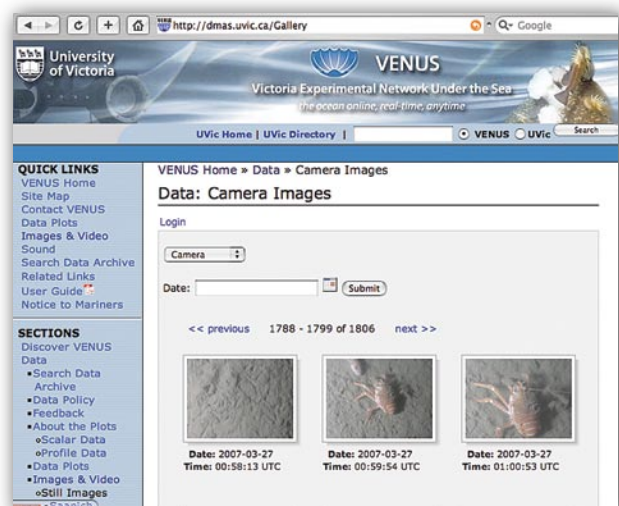 http://dmas.uvic.ca/Gallery
Google
University
of Victoria
VENUS
Victoria Experimental Network Under the Sea
the ocean online, real-time, anytime
UVic Home | UVic Directory |
VENUS
UVic
Search
QUICK LINKS
VENUS Home
Site Map
Contact VENUS
Data Plots
Images & Video
Sound
Search Data Archive
Related Links
User Guide
Notice to Mariners
SECTIONS
Discover VENUS
Data
▪Search Data
Archive
▪Data Policy
▪Feedback
▪About the Plots
oScalar Data
oProfile Data
▪Data Plots
▪Images & Video
oStill Images
VENUS Home » Data » Camera Images
Data: Camera Images
Login
Camera
Date:
Submit
<< previous 1788 - 1799 of 1806 next >>
Date: 2007-03-27
Time: 00:58:13 UTC
Date: 2007-03-27
Time: 00:59:54 UTC
Date: 2007-03-27
Time: 01:00:53 UTC